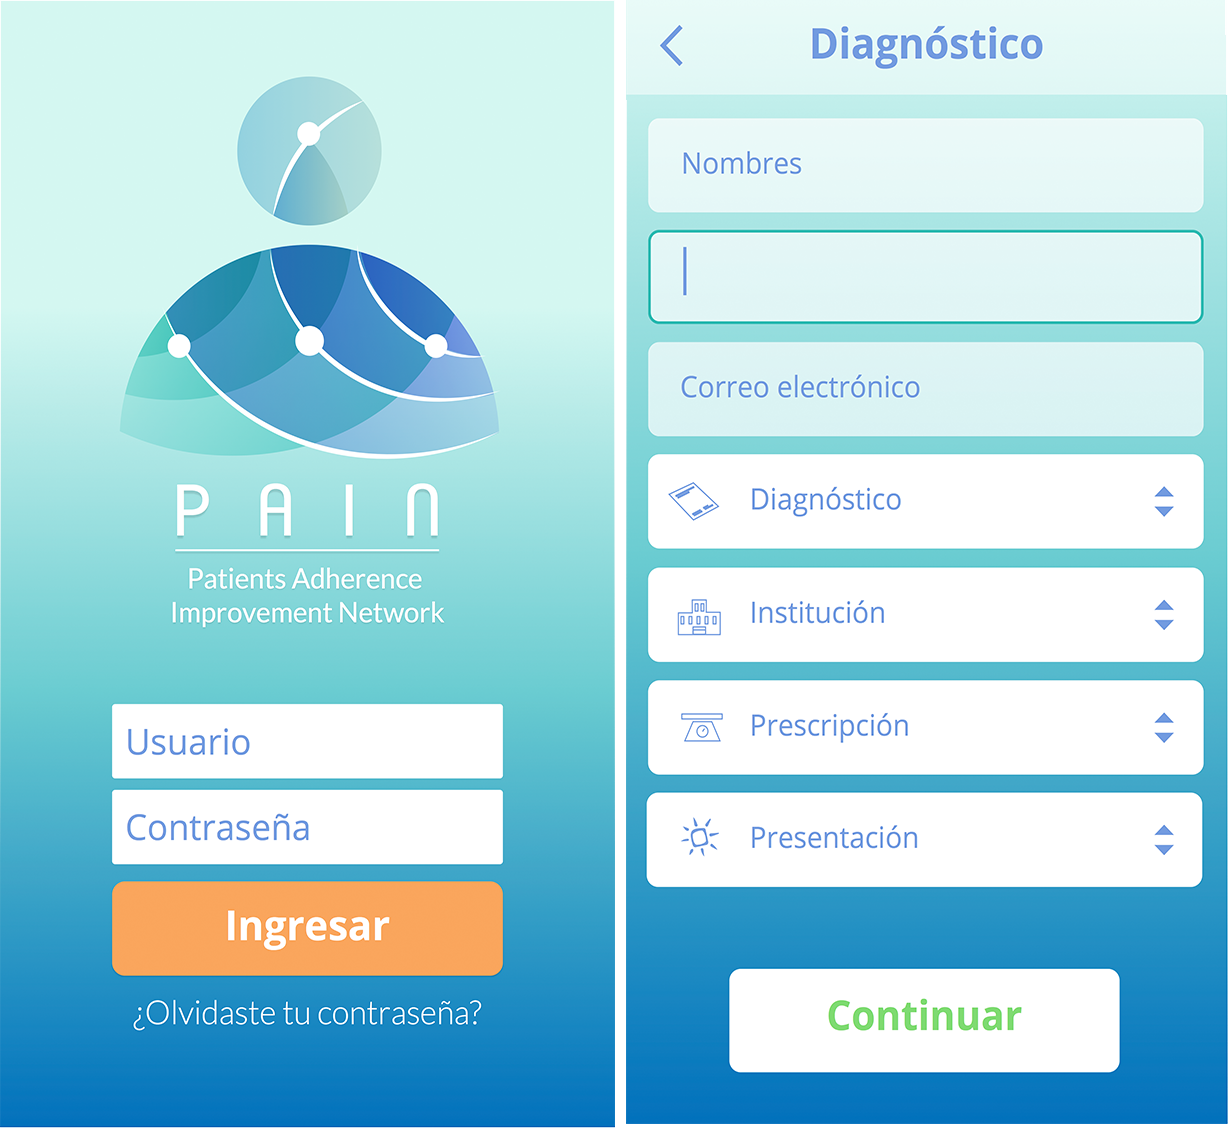 PAIN
Patients Adherence
Improvement Network
Usuario
Contraseña
Ingresar
¿Olvidaste tu contraseña?
Diagnóstico
Nombres
Correo electrónico
Diagnóstico
Institución
Prescripción
Presentación
Continuar